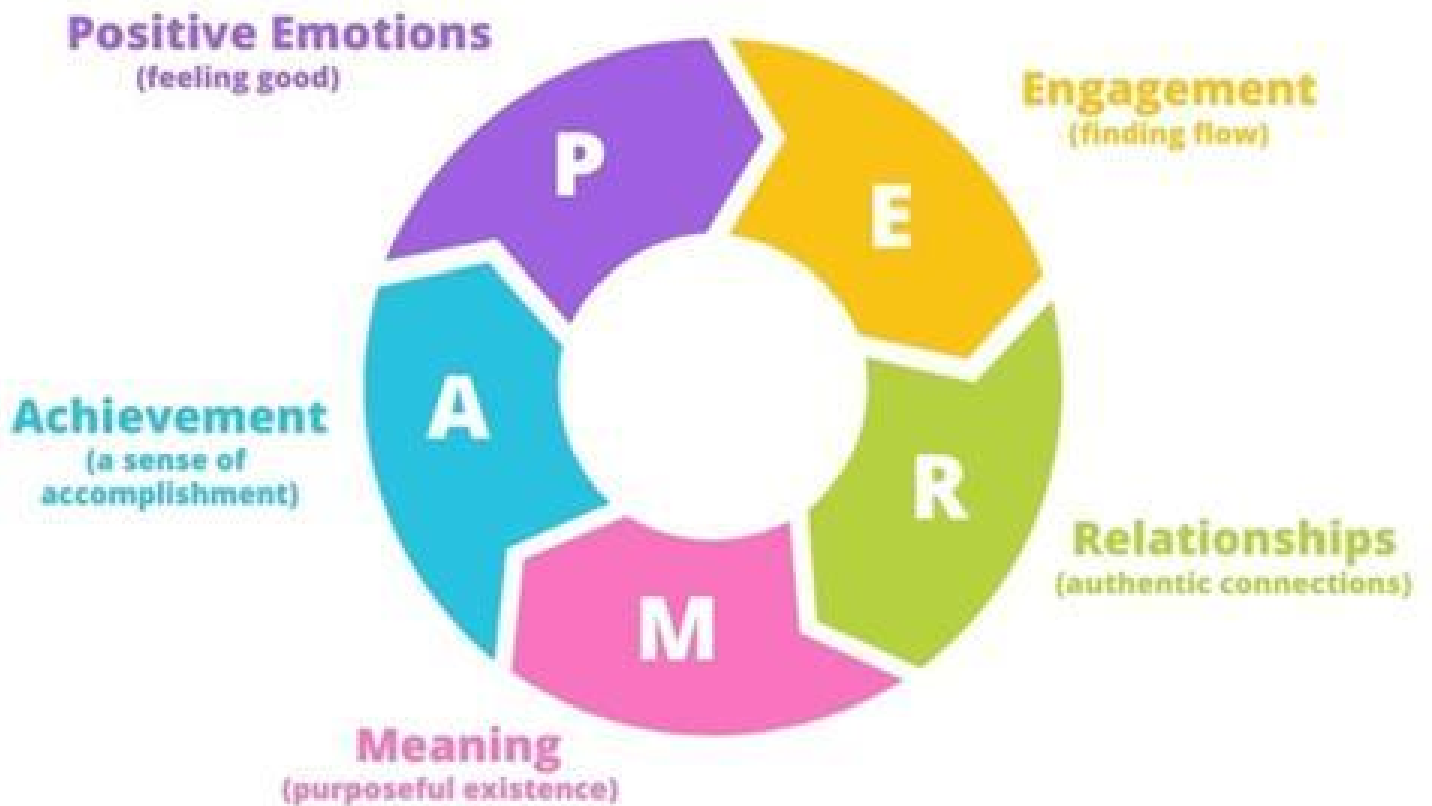 Positive Emotions
(feeling good)
P
Engagement
(finding flow)
E
R
Relationships
(authentic connections)
M
Meaning
(purposeful existence)
A
Achievement
(a sense of
accomplishment)